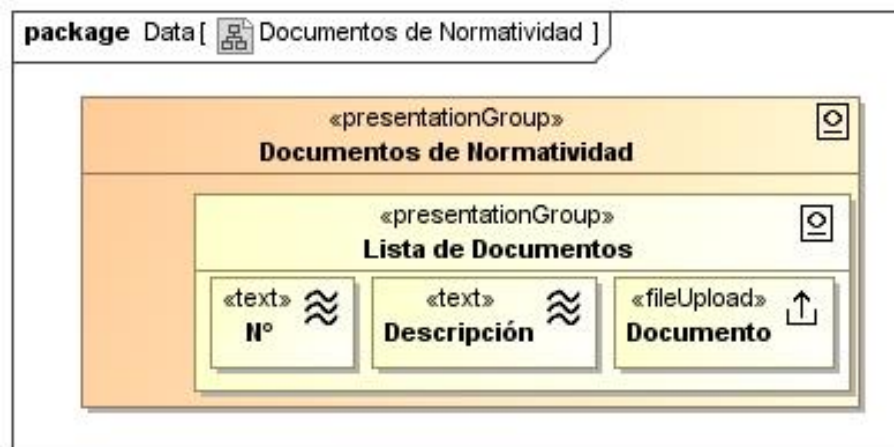 package Data[ Documentos de Normatividad ]
«presentationGroup»
Documentos de Normatividad
«presentationGroup»
Lista de Documentos
«text»
N°
«text»
Descripción
«fileUpload»
Documento